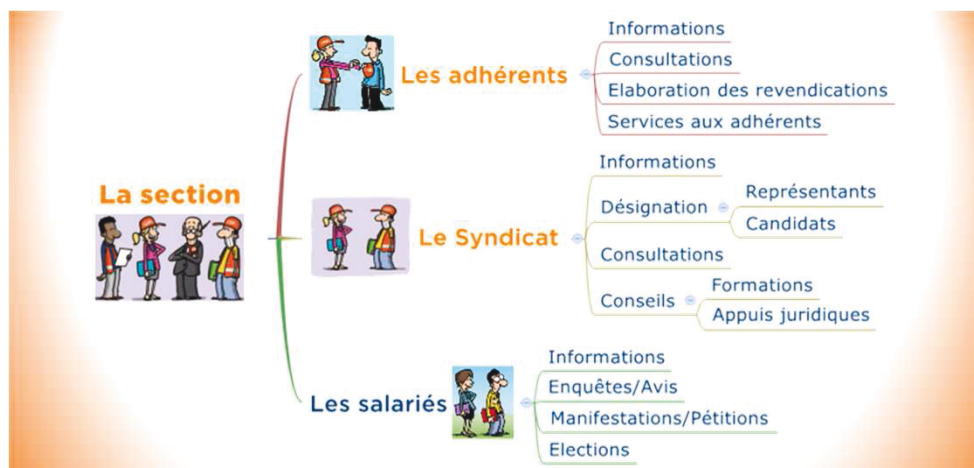 La section
Les adhérents
Informations
Consultations
Elaboration des revendications
Services aux adhérents
Le Syndicat
Informations
Désignation
Représentants
Candidats
Consultations
Conseils
Formations
Appuis juridiques
Les salariés
Informations
Enquêtes/Avis
Manifestations/Pétitions
Elections